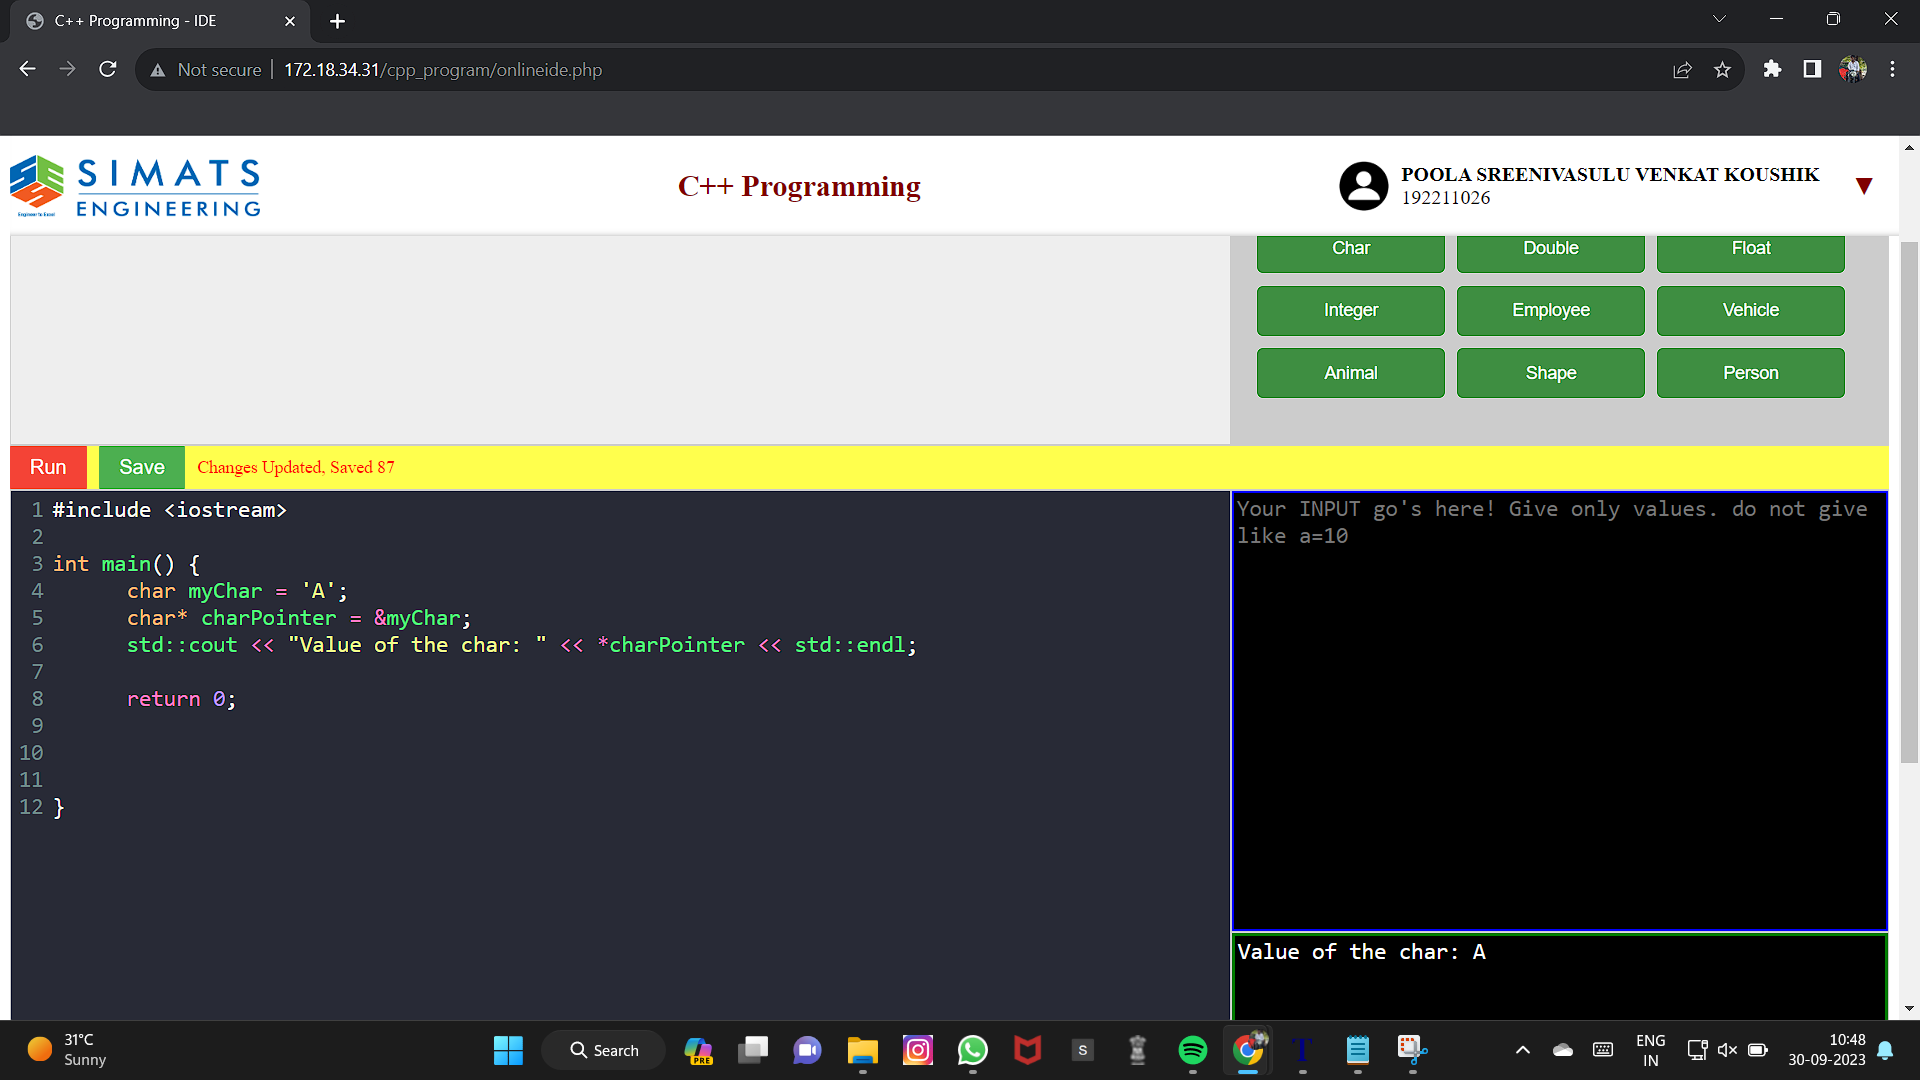 C++ Programming - IDE
Not secure
172.18.34.31/cpp_program/onlineide.php
SIMATS
ENGINEERING
Engineer to Excel
C++ Programming
POOLA SREENIVASULU VENKAT KOUSHIK
192211026
Char Double Float
Integer Employee Vehicle
Animal Shape Person
Run Save Changes Updated, Saved 87
1 #include <iostream>
2
3 int main() {
4 char myChar = 'A';
5 char* charPointer = &myChar;
6 std::cout << "Value of the char: " << *charPointer << std::endl;
7
8 return 0;
9
10
11
12 }
Your INPUT go's here! Give only values. do not give
like a=10
Value of the char: A
31°C
Sunny
Search
PRE
S
T
ENG
IN
10:48
30-09-2023